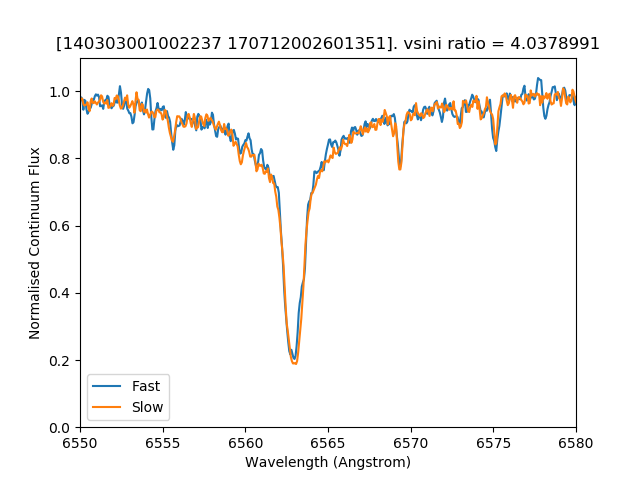 [140303001002237 170712002601351]. vsini ratio = 4.0378991
Normalised Continuum Flux
1.0
0.8
0.6
0.4
0.2
0.0
Fast
Slow
6550 6555 6560 6565 6570 6575 6580
Wavelength (Angstrom)